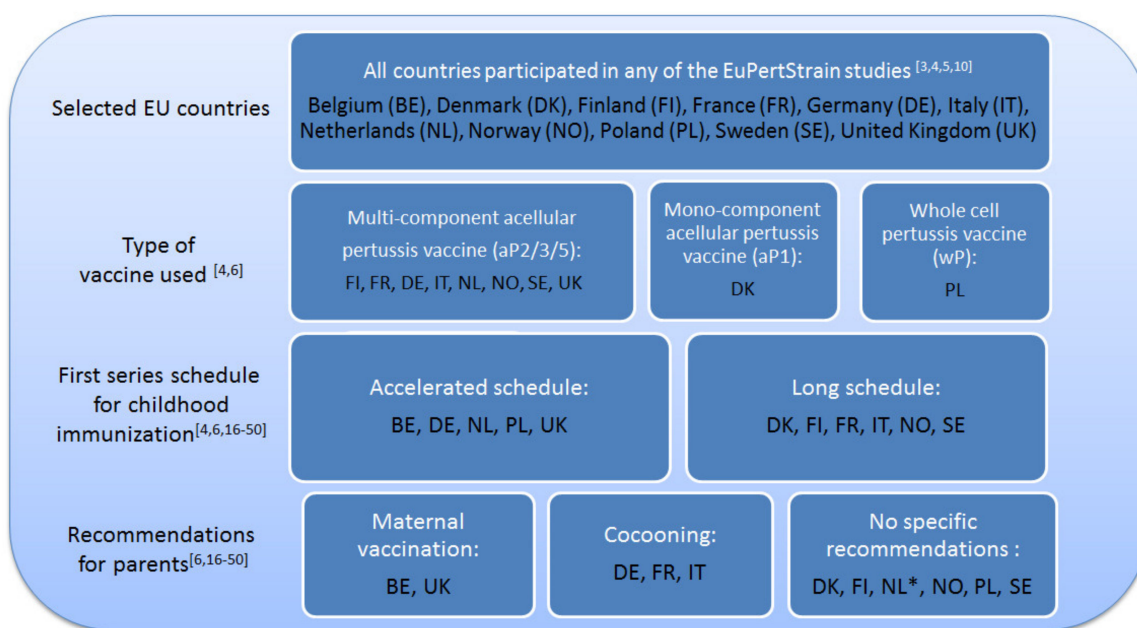 Selected EU countries
All countries participated in any of the EuPertStrain studies [3,4,5,10]
Belgium (BE), Denmark (DK), Finland (FI), France (FR), Germany (DE), Italy (IT),
Netherlands (NL), Norway (NO), Poland (PL), Sweden (SE), United Kingdom (UK)
Type of
vaccine used [4,6]
Multi-component acellular
pertussis vaccine (aP2/3/5):
FI, FR, DE, IT, NL, NO, SE, UK
Mono-component
acellular pertussis
vaccine (aP1):
DK
Whole cell
pertussis vaccine
(wP):
PL
First series schedule
for childhood
immunization[4,6,16-50]
Accelerated schedule:
BE, DE, NL, PL, UK
Long schedule:
DK, FI, FR, IT, NO, SE
Recommendations
for parents[6,16-50]
Maternal
vaccination:
BE, UK
Cocooning:
DE, FR, IT
No specific
recommendations :
DK, FI, NL*, NO, PL, SE